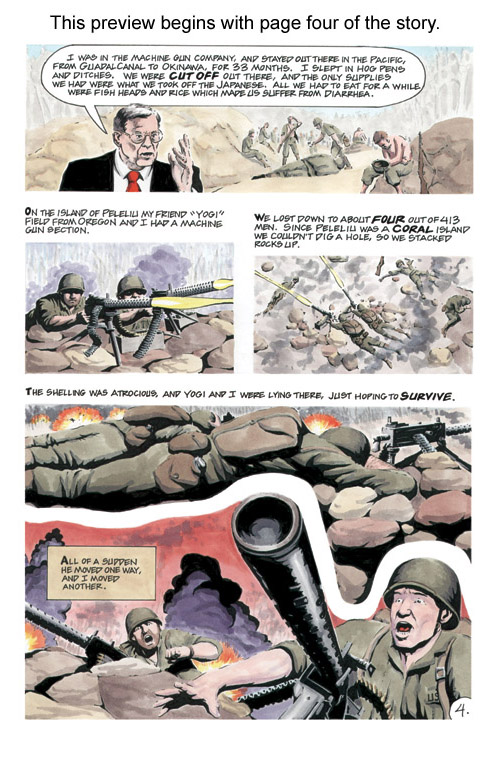 This preview begins with page four of the story.
I WAS IN THE MACHINE GUN COMPANY, AND STAYED OUT THERE IN THE PACIFIC,
FROM GUADALCANAL TO OKINAWA, FOR 33 MONTHS. I SLEPT IN HOG PENS
AND DITCHES. WE WERE CUT OFF OUT THERE, AND THE ONLY SUPPLIES
WE HAD WERE WHAT WE TOOK OFF THE JAPANESE. ALL WE HAD TO EAT FOR A WHILE
WERE FISH HEADS AND RICE WHICH MADE US SUFFER FROM DIARRHEA.
ON THE ISLAND OF PELELIU MY FRIEND "YOGI"
FIELD FROM OREGON AND I HAD A MACHINE
GUN SECTION.
WE LOST DOWN TO ABOUT FOUR OUT OF 413
MEN. SINCE PELELIU WAS A CORAL ISLAND
WE COULDN'T DIG A HOLE, SO WE STACKED
ROCKS UP.
THE SHELLING WAS ATROCIOUS, AND YOGI AND I WERE LYING THERE, JUST HOPING TO SURVIVE.
ALL OF A SUDDEN
HE MOVED ONE WAY,
AND I MOVED
ANOTHER.
US
4.